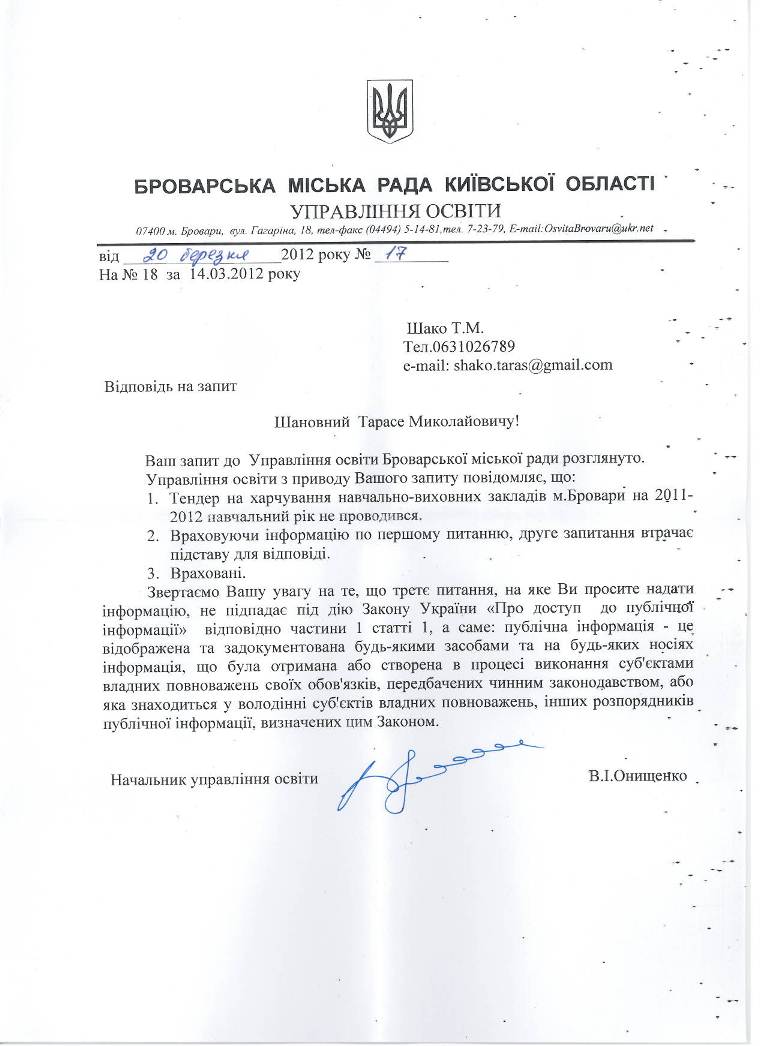 БРОВАРСЬКА МІСЬКА РАДА КИЇВСЬКОЇ ОБЛАСТІ
УПРАВЛІННЯ ОСВІТИ
07400 м. Бровари, вул. Гагаріна, 18, тел-факс (04494) 5-14-81,тел. 7-23-79, E-mail:OsvitaBrovaru@ukr.net
від 20 березня 2012 року № 17
На № 18 за 14.03.2012 року
Шако Т.М.
Тел.0631026789
e-mail: shako.taras@gmail.com
Відповідь на запит
Шановний Тарасе Миколайовичу!
Ваш запит до Управління освіти Броварської міської ради розглянуто.
Управління освіти з приводу Вашого запиту повідомляє, що:
1. Тендер на харчування навчально-виховних закладів м.Бровари на 2011-
2012 навчальний рік не проводився.
2. Враховуючи інформацію по першому питанню, друге запитання втрачає
підставу для відповіді.
3. Враховані.
Звертаємо Вашу увагу на те, що третє питання, на яке Ви просите надати
інформацію, не підпадає під дію Закону України «Про доступ до публічної
інформації» відповідно частини 1 статті 1, а саме: публічна інформація - це
відображена та задокументована будь-якими засобами та на будь-яких носіях
інформація, що була отримана або створена в процесі виконання суб'єктами
владних повноважень своїх обов'язків, передбачених чинним законодавством, або
яка знаходиться у володінні суб'єктів владних повноважень, інших розпорядників
публічної інформації, визначених цим Законом.
Начальник управління освіти В.І.Онищенко